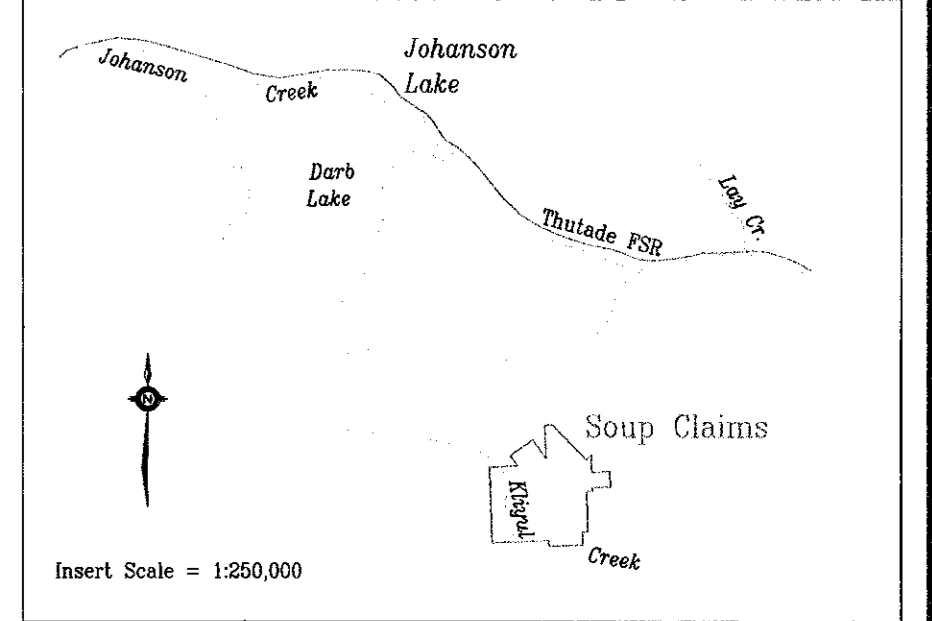 Johanson
Lake
Johanson
Creek
Darb
Lake
Lay Cr.
Thutade FSR
N
Soup Claims
Kliyul
Creek
Insert Scale = 1:250,000